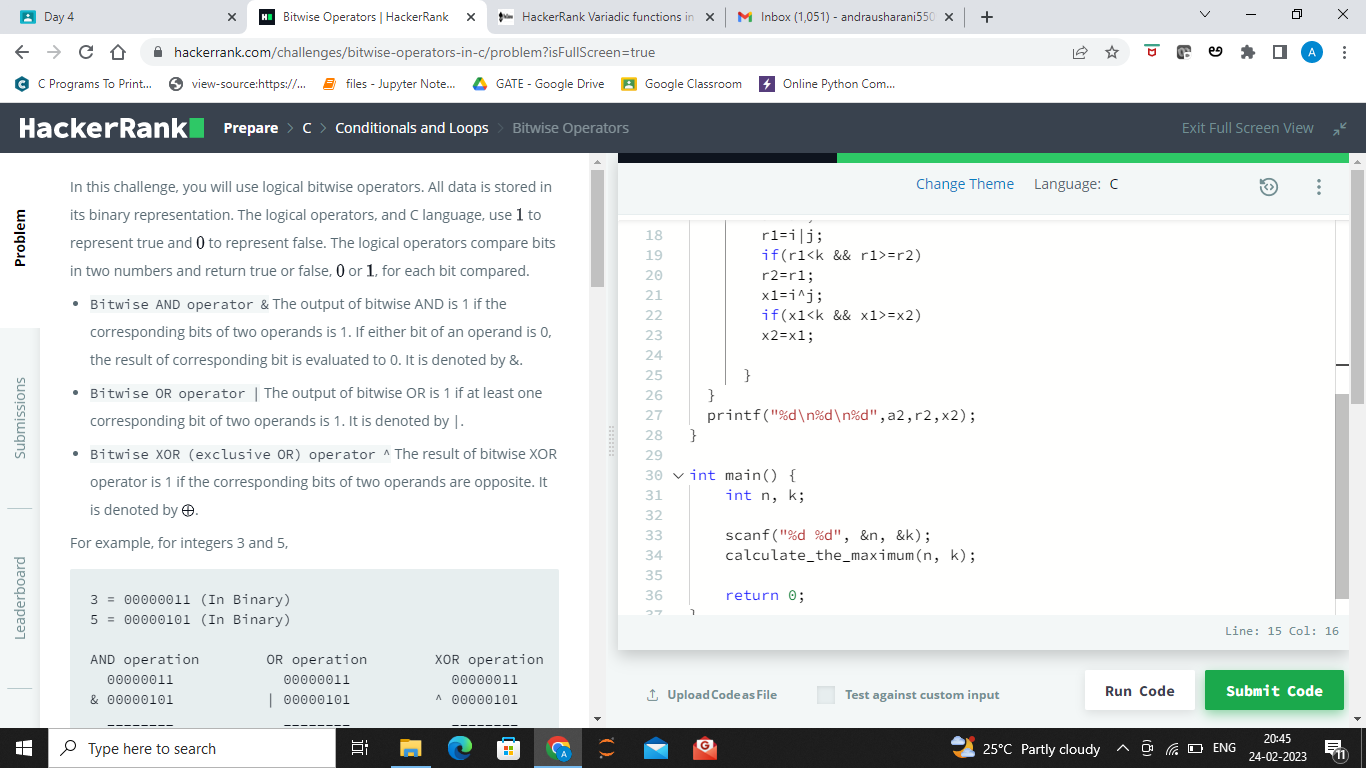 Day 4
Bitwise Operators | HackerRank
HackerRank Variadic functions in
Inbox (1,051) - andrausharani550
hackerrank.com/challenges/bitwise-operators-in-c/problem?isFullScreen=true
A
C Programs To Print...
view-source:https://...
files - Jupyter Note...
GATE - Google Drive
Google Classroom
Online Python Com...
HackerRank
Prepare > C > Conditionals and Loops > Bitwise Operators
Exit Full Screen View
Problem
Submissions
Leaderboard
In this challenge, you will use logical bitwise operators. All data is stored in
its binary representation. The logical operators, and C language, use 1 to
represent true and 0 to represent false. The logical operators compare bits
in two numbers and return true or false, 0 or 1, for each bit compared.
• Bitwise AND operator & The output of bitwise AND is 1 if the
corresponding bits of two operands is 1. If either bit of an operand is 0,
the result of corresponding bit is evaluated to 0. It is denoted by &.
• Bitwise OR operator | The output of bitwise OR is 1 if at least one
corresponding bit of two operands is 1. It is denoted by |.
• Bitwise XOR (exclusive OR) operator ^ The result of bitwise XOR
operator is 1 if the corresponding bits of two operands are opposite. It
is denoted by ⊕.
For example, for integers 3 and 5,
3 = 00000011 (In Binary)
5 = 00000101 (In Binary)
AND operation OR operation XOR operation
00000011 00000011 00000011
& 00000101 | 00000101 ^ 00000101
-------- -------- --------
Change Theme Language: C
18 r1=i|j;
19 if(r1<k && r1>=r2)
20 r2=r1;
21 x1=i^j;
22 if(x1<k && x1>=x2)
23 x2=x1;
24
25 }
26 }
27 printf("%d\n%d\n%d",a2,r2,x2);
28 }
29
30 int main() {
31 int n, k;
32
33 scanf("%d %d", &n, &k);
34 calculate_the_maximum(n, k);
35
36 return 0;
37 }
Line: 15 Col: 16
Upload Code as File
Test against custom input
Run Code
Submit Code
Type here to search
25°C Partly cloudy
ENG
20:45
24-02-2023
11